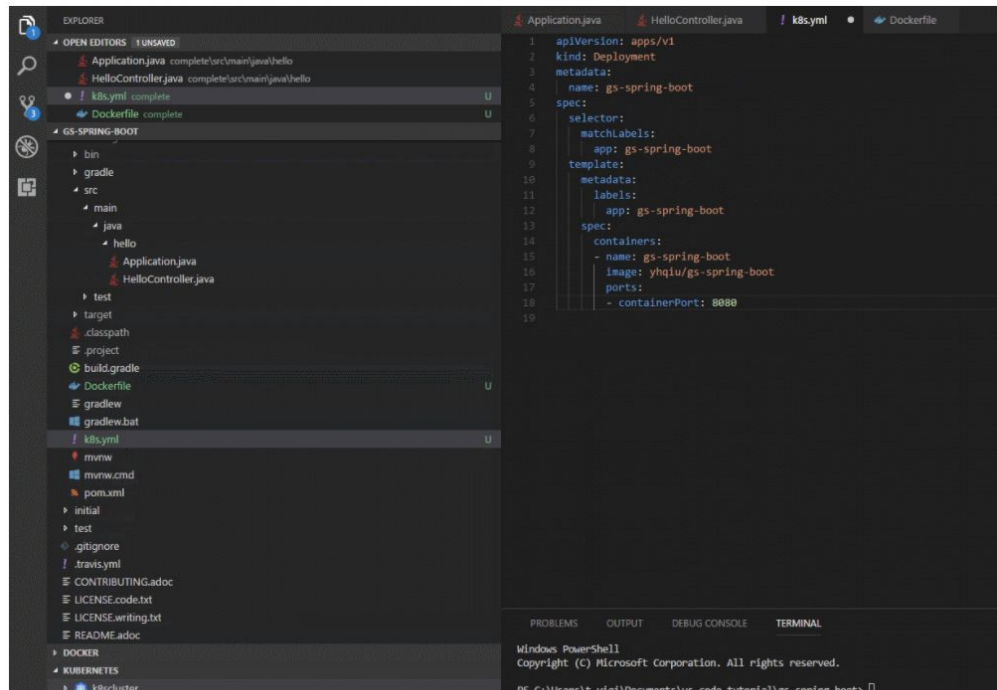 EXPLORER
OPEN EDITORS 1 UNSAVED
Application.java complete\src\main\java\hello
HelloController.java complete\src\main\java\hello
! k8s.yml complete U
Dockerfile complete U
GS-SPRING-BOOT
bin
gradle
src
main
java
hello
Application.java
HelloController.java
test
target
.classpath
.project
build.gradle
Dockerfile U
gradlew
gradlew.bat
! k8s.yml U
mvnw
mvnw.cmd
pom.xml
initial
test
.gitignore
! .travis.yml
CONTRIBUTING.adoc
LICENSE.code.txt
LICENSE.writing.txt
README.adoc
DOCKER
KUBERNETES
k8scluster
1
3
Application.java HelloController.java ! k8s.yml ● Dockerfile
1 apiVersion: apps/v1
2 kind: Deployment
3 metadata:
4 name: gs-spring-boot
5 spec:
6 selector:
7 matchLabels:
8 app: gs-spring-boot
9 template:
10 metadata:
11 labels:
12 app: gs-spring-boot
13 spec:
14 containers:
15 - name: gs-spring-boot
16 image: yhqiu/gs-spring-boot
17 ports:
18 - containerPort: 8080
19
PROBLEMS OUTPUT DEBUG CONSOLE TERMINAL
Windows PowerShell
Copyright (C) Microsoft Corporation. All rights reserved.